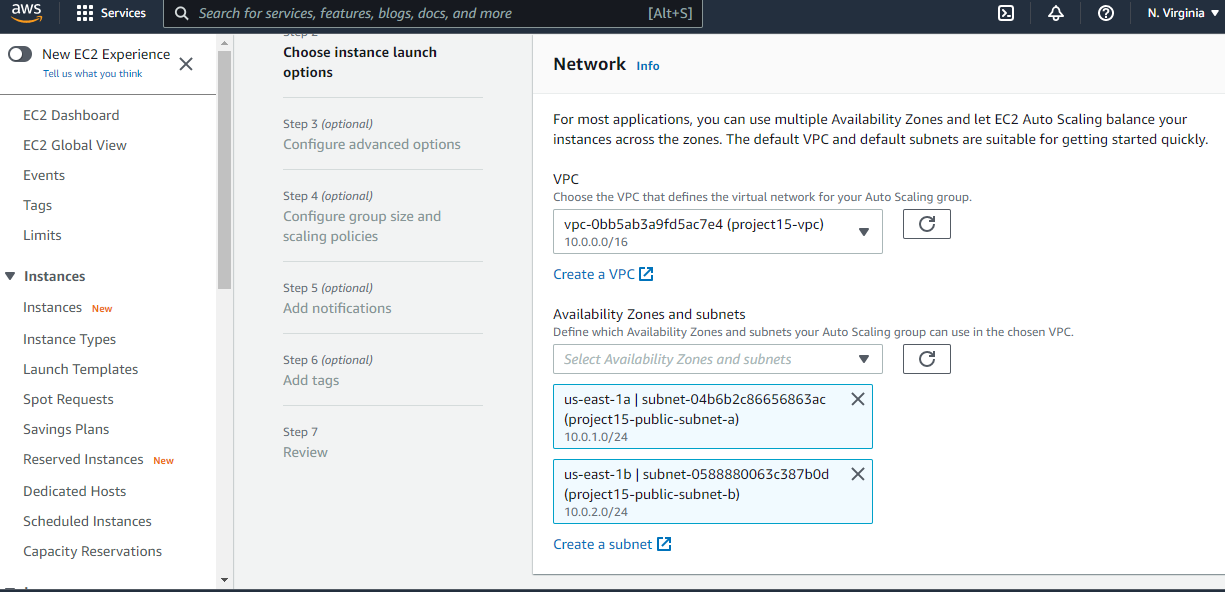 aws
Services
Search for services, features, blogs, docs, and more
[Alt+S]
N. Virginia
New EC2 Experience
Tell us what you think
EC2 Dashboard
EC2 Global View
Events
Tags
Limits
Instances
Instances New
Instance Types
Launch Templates
Spot Requests
Savings Plans
Reserved Instances New
Dedicated Hosts
Scheduled Instances
Capacity Reservations
Step 2
Choose instance launch
options
Step 3 (optional)
Configure advanced options
Step 4 (optional)
Configure group size and
scaling policies
Step 5 (optional)
Add notifications
Step 6 (optional)
Add tags
Step 7
Review
Network Info
For most applications, you can use multiple Availability Zones and let EC2 Auto Scaling balance your
instances across the zones. The default VPC and default subnets are suitable for getting started quickly.
VPC
Choose the VPC that defines the virtual network for your Auto Scaling group.
vpc-0bb5ab3a9fd5ac7e4 (project15-vpc)
10.0.0.0/16
Create a VPC
Availability Zones and subnets
Define which Availability Zones and subnets your Auto Scaling group can use in the chosen VPC.
Select Availability Zones and subnets
us-east-1a | subnet-04b6b2c86656863ac
(project15-public-subnet-a)
10.0.1.0/24
us-east-1b | subnet-0588880063c387b0d
(project15-public-subnet-b)
10.0.2.0/24
Create a subnet